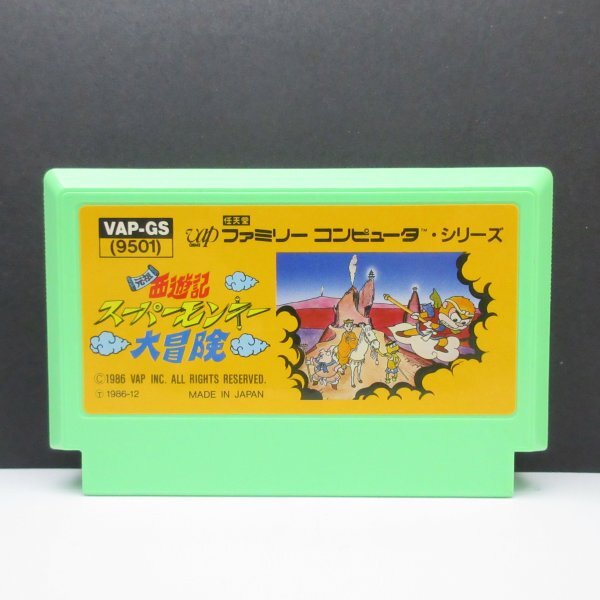 VAP-GS
(9501)
任天堂
vap ファミリー コンピュータ™・シリーズ
元祖
西遊記
スーパーモンキー
大冒険
©1986 VAP INC. ALL RIGHTS RESERVED.
Ⓣ 1986-12 MADE IN JAPAN